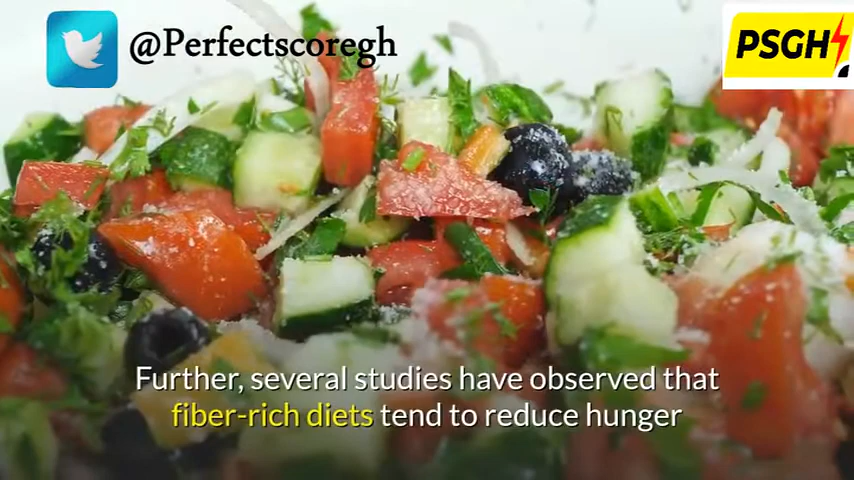 @Perfectscoregh
PSGH
Further, several studies have observed that
fiber-rich diets tend to reduce hunger